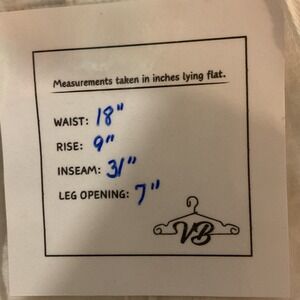 Measurements taken in inches lying flat.
WAIST: 18"
RISE: 9"
INSEAM: 31"
LEG OPENING: 7"
VB